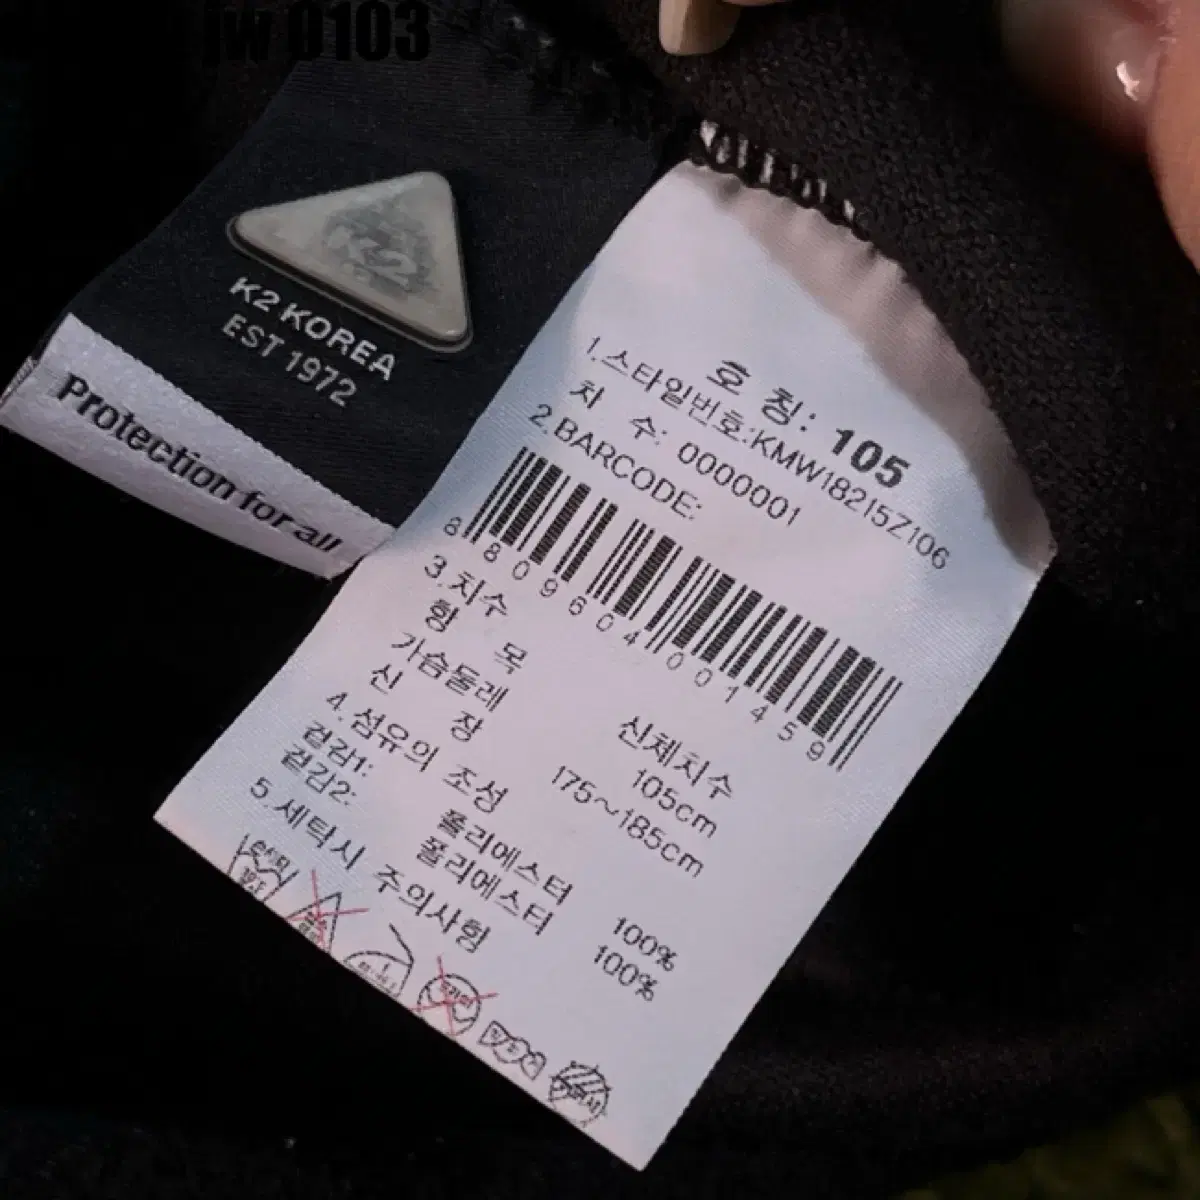 jw 0103
K2
K2 KOREA
EST 1972
Protection for all
호 칭: 105
1.스타일번호:KMW18215Z106
차 수: 0000001
2.BARCODE:
8809604001459
3.치수
항 목 신체치수
가슴둘레 105cm
신 장 175~185cm
4.섬유의 조성
겉감1: 폴리에스터 100%
겉감2: 폴리에스터 100%
5.세탁시 주의사항